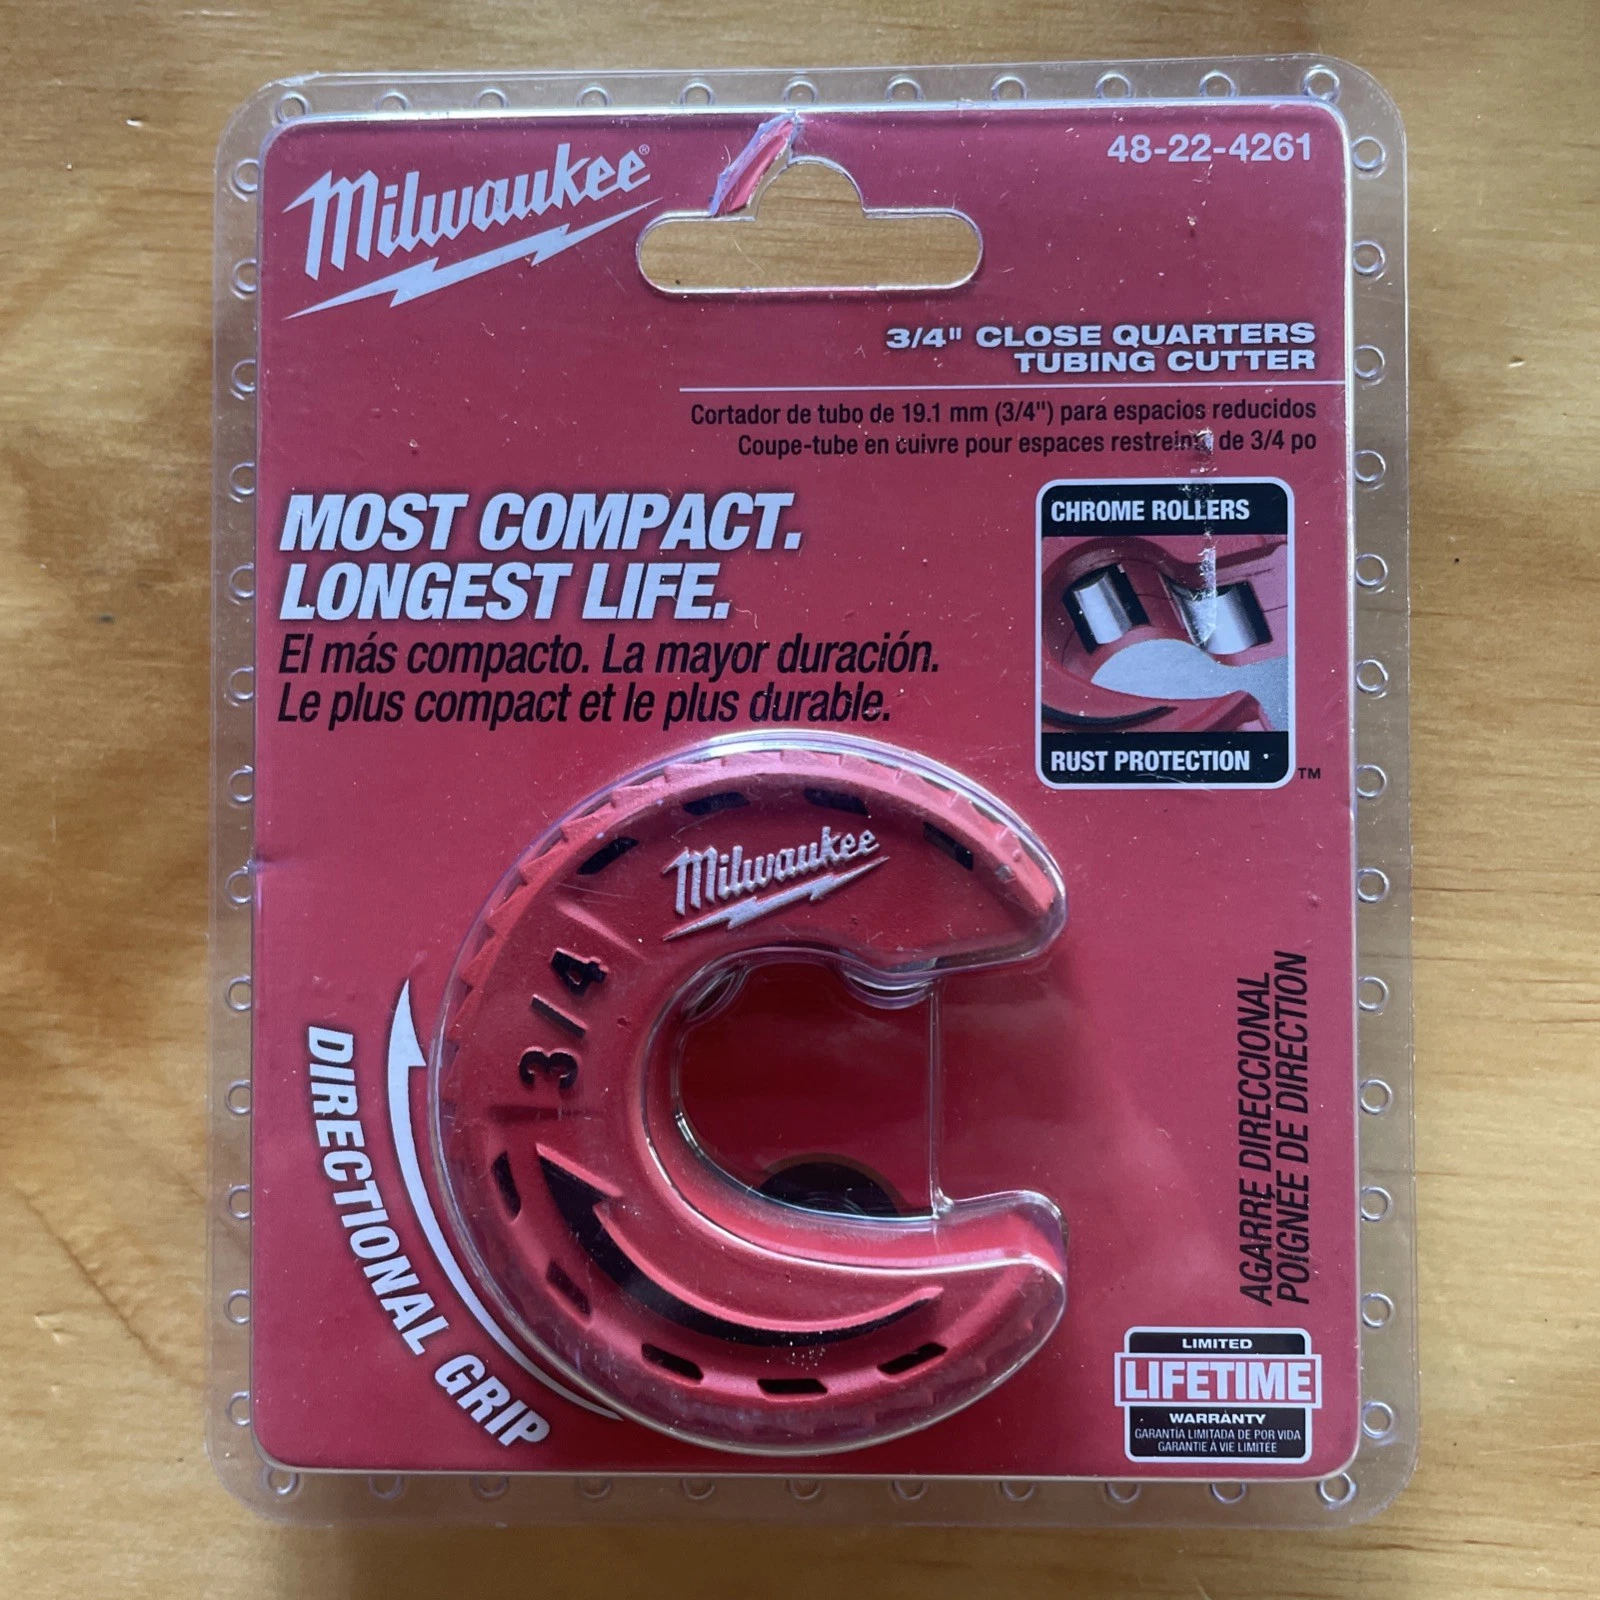 Milwaukee®
48-22-4261
3/4" CLOSE QUARTERS
TUBING CUTTER
Cortador de tubo de 19.1 mm (3/4") para espacios reducidos
Coupe-tube en cuivre pour espaces restreints de 3/4 po
MOST COMPACT.
LONGEST LIFE.
El más compacto. La mayor duración.
Le plus compact et le plus durable.
CHROME ROLLERS
RUST PROTECTION
™
Milwaukee
3/4
DIRECTIONAL GRIP
AGARRE DIRECCIONAL
POIGNÉE DE DIRECTION
LIMITED
LIFETIME
WARRANTY
GARANTÍA LIMITADA DE POR VIDA
GARANTIE À VIE LIMITÉE